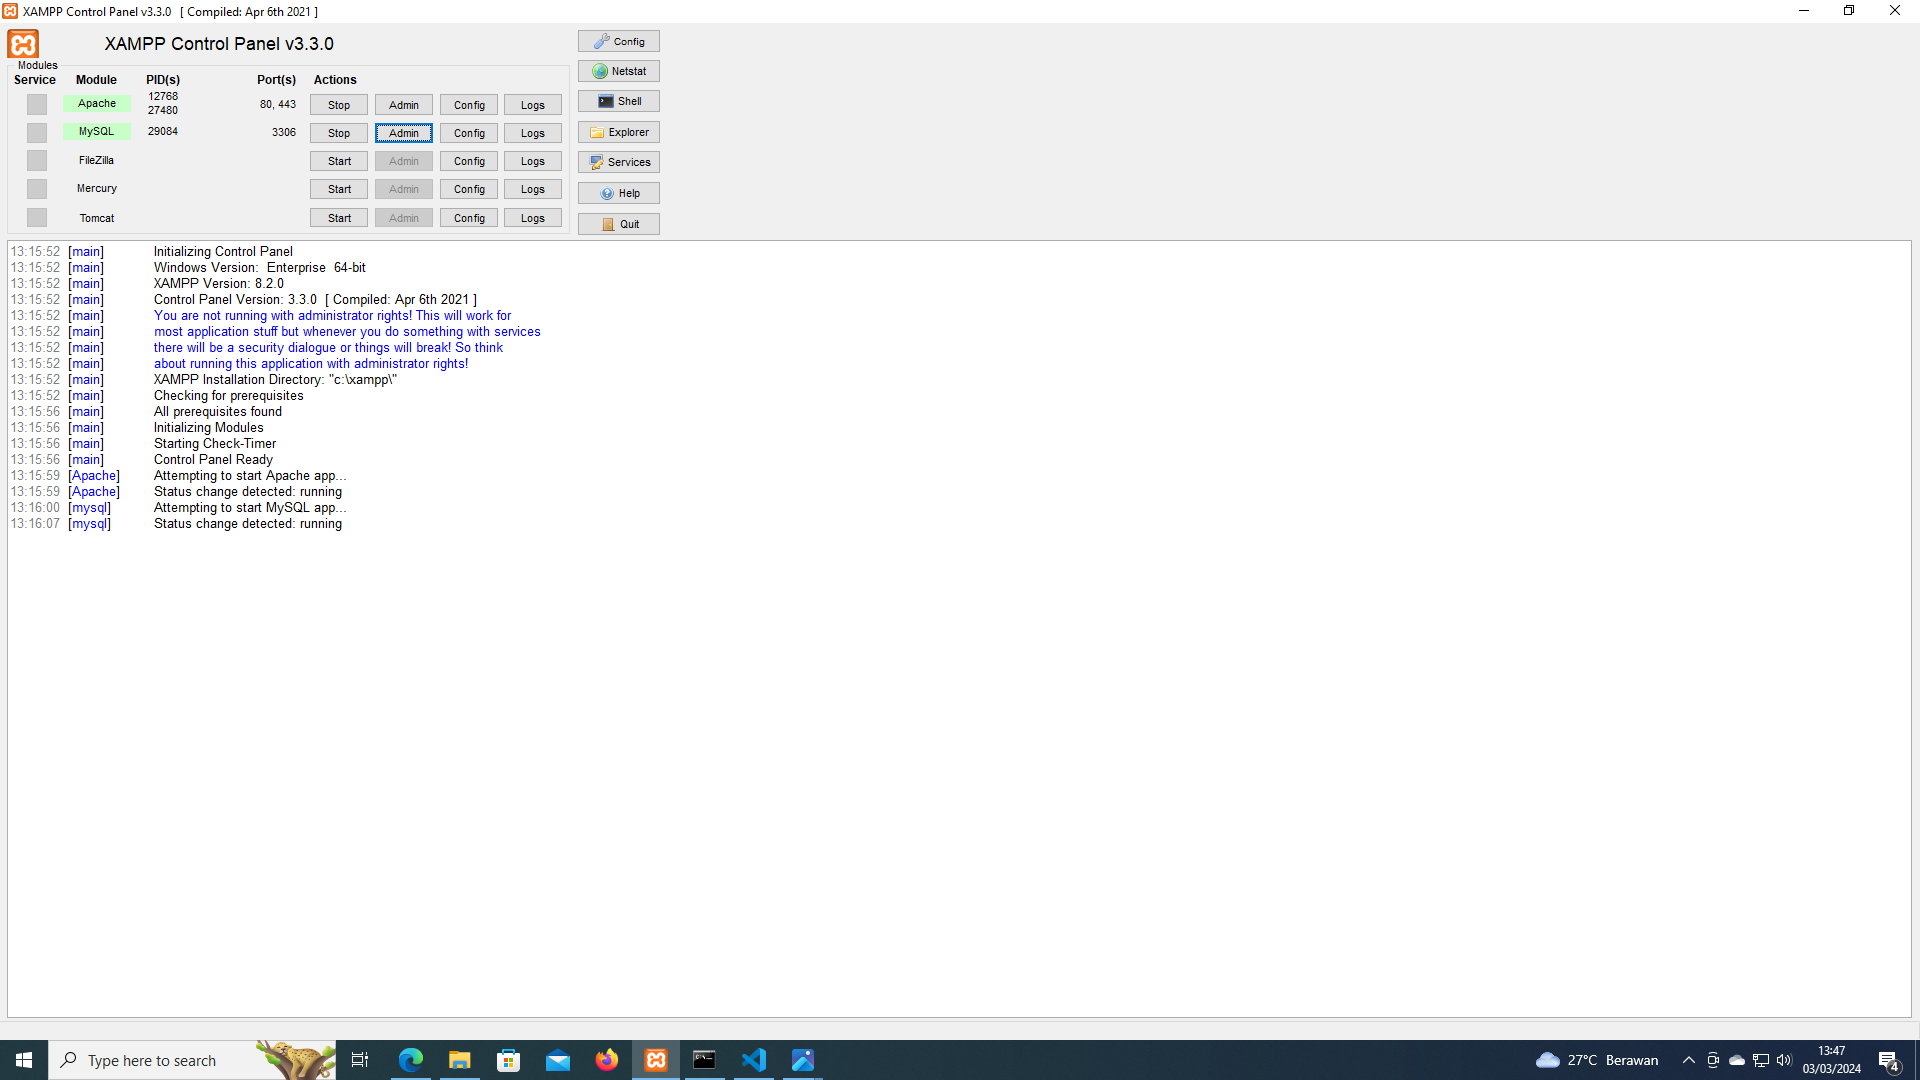 XAMPP Control Panel v3.3.0 [ Compiled: Apr 6th 2021 ]
XAMPP Control Panel v3.3.0
Modules
Service Module PID(s) Port(s) Actions
Apache 12768 27480 80, 443 Stop Admin Config Logs
MySQL 29084 3306 Stop Admin Config Logs
FileZilla Start Admin Config Logs
Mercury Start Admin Config Logs
Tomcat Start Admin Config Logs
Config
Netstat
Shell
Explorer
Services
Help
Quit
13:15:52 [main] Initializing Control Panel
13:15:52 [main] Windows Version: Enterprise 64-bit
13:15:52 [main] XAMPP Version: 8.2.0
13:15:52 [main] Control Panel Version: 3.3.0 [ Compiled: Apr 6th 2021 ]
13:15:52 [main] You are not running with administrator rights! This will work for
13:15:52 [main] most application stuff but whenever you do something with services
13:15:52 [main] there will be a security dialogue or things will break! So think
13:15:52 [main] about running this application with administrator rights!
13:15:52 [main] XAMPP Installation Directory: "c:\xampp\"
13:15:52 [main] Checking for prerequisites
13:15:56 [main] All prerequisites found
13:15:56 [main] Initializing Modules
13:15:56 [main] Starting Check-Timer
13:15:56 [main] Control Panel Ready
13:15:59 [Apache] Attempting to start Apache app...
13:15:59 [Apache] Status change detected: running
13:16:00 [mysql] Attempting to start MySQL app...
13:16:07 [mysql] Status change detected: running
Type here to search
27°C Berawan
13:47
03/03/2024
4